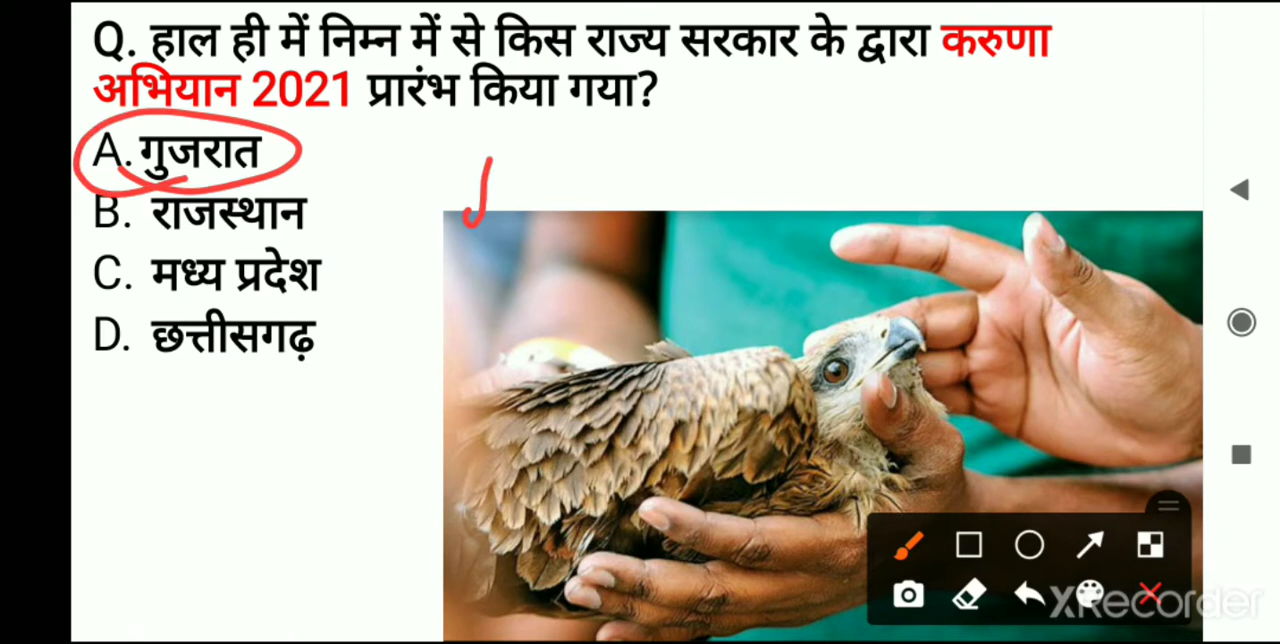 Q. हाल ही में निम्न में से किस राज्य सरकार के द्वारा करुणा
अभियान 2021 प्रारंभ किया गया?
A. गुजरात
B. राजस्थान
C. मध्य प्रदेश
D. छत्तीसगढ़
XRecorder